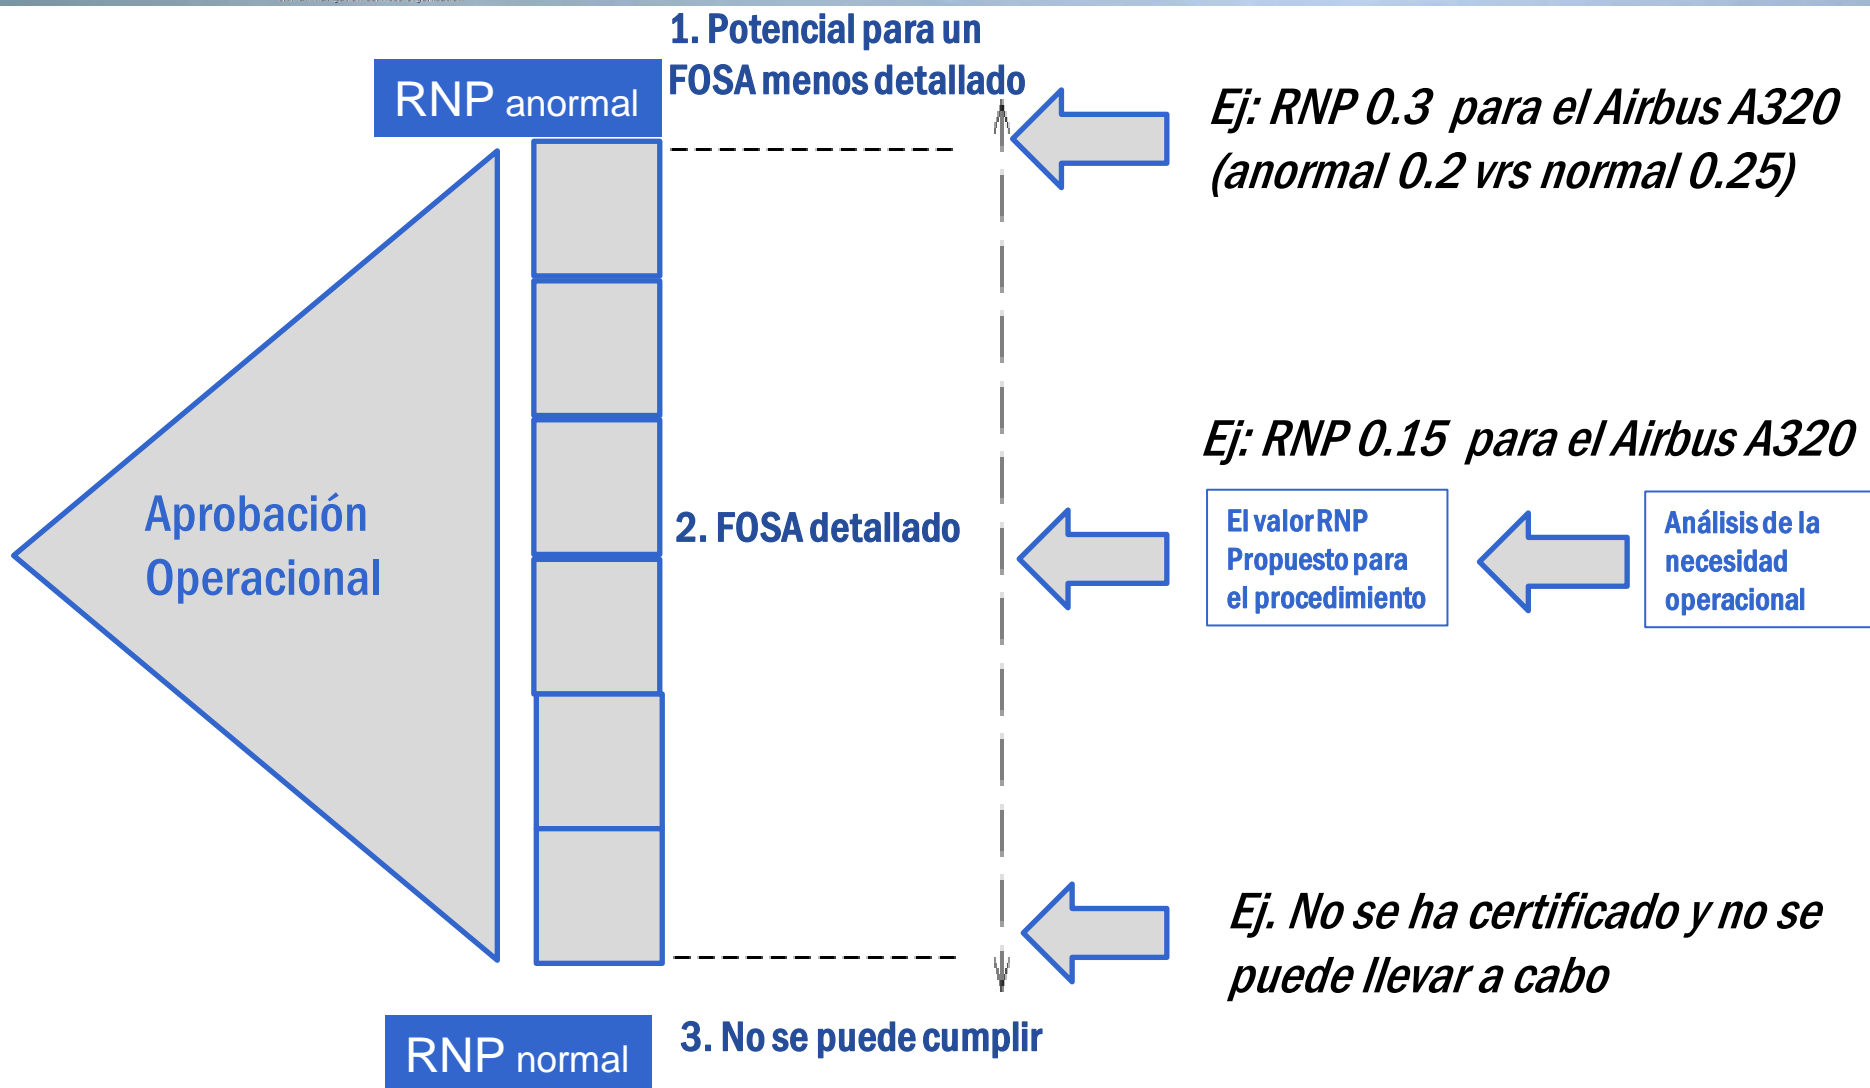 1. Potencial para un
FOSA menos detallado
RNP anormal
Ej: RNP 0.3 para el Airbus A320
(anormal 0.2 vrs normal 0.25)
Aprobación
Operacional
2. FOSA detallado
Ej: RNP 0.15 para el Airbus A320
El valor RNP
Propuesto para
el procedimiento
Análisis de la
necesidad
operacional
Ej. No se ha certificado y no se
puede llevar a cabo
RNP normal
3. No se puede cumplir